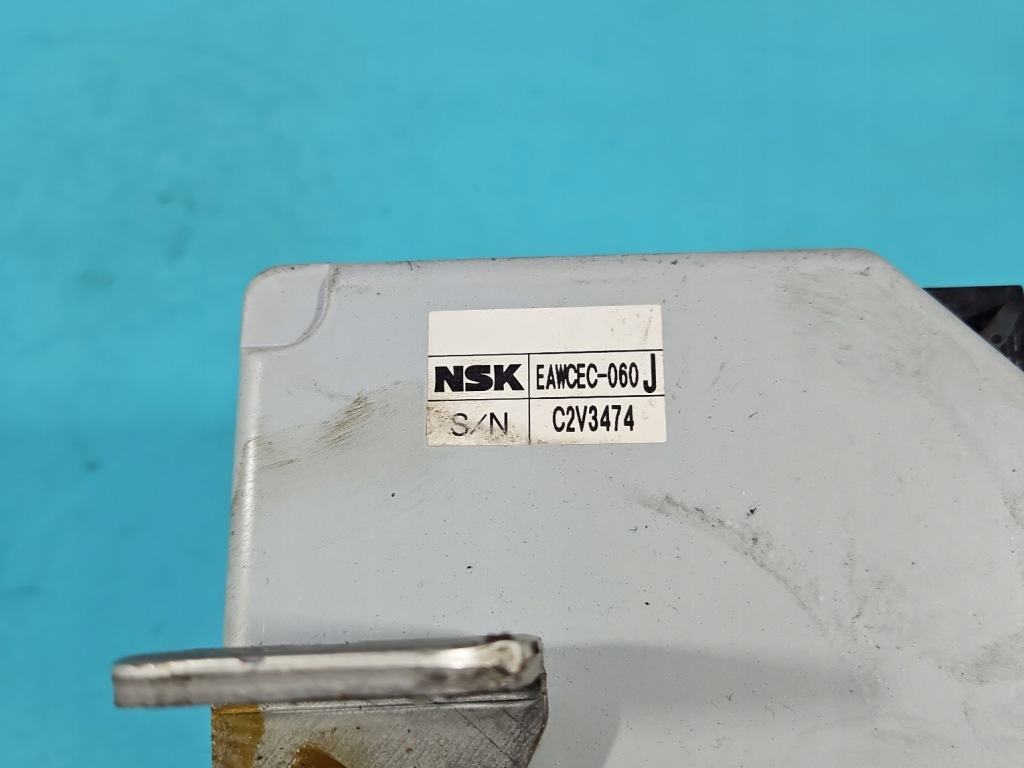 NSK EAWCEC-060 J
S/N C2V3474